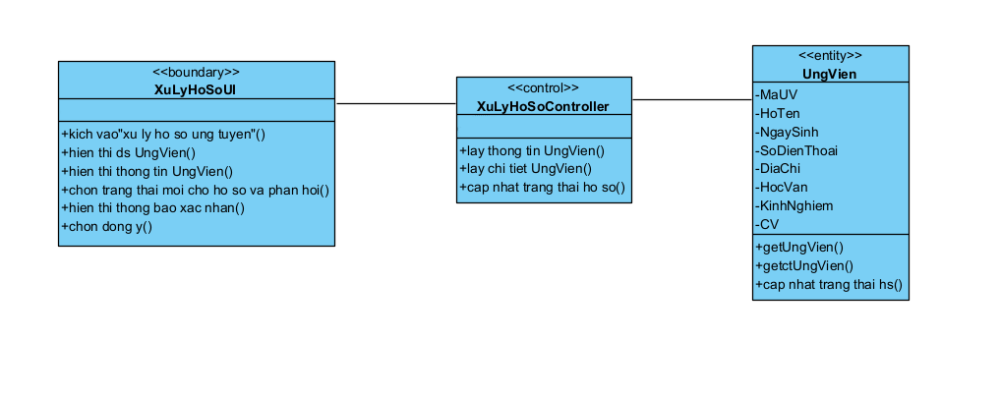 <<boundary>>
XuLyHoSoUI
+kich vao"xu ly ho so ung tuyen"()
+hien thi ds UngVien()
+hien thi thong tin UngVien()
+chon trang thai moi cho ho so va phan hoi()
+hien thi thong bao xac nhan()
+chon dong y()
<<control>>
XuLyHoSoController
+lay thong tin UngVien()
+lay chi tiet UngVien()
+cap nhat trang thai ho so()
<<entity>>
UngVien
-MaUV
-HoTen
-NgaySinh
-SoDienThoai
-DiaChi
-HocVan
-KinhNghiem
-CV
+getUngVien()
+getctUngVien()
+cap nhat trang thai hs()